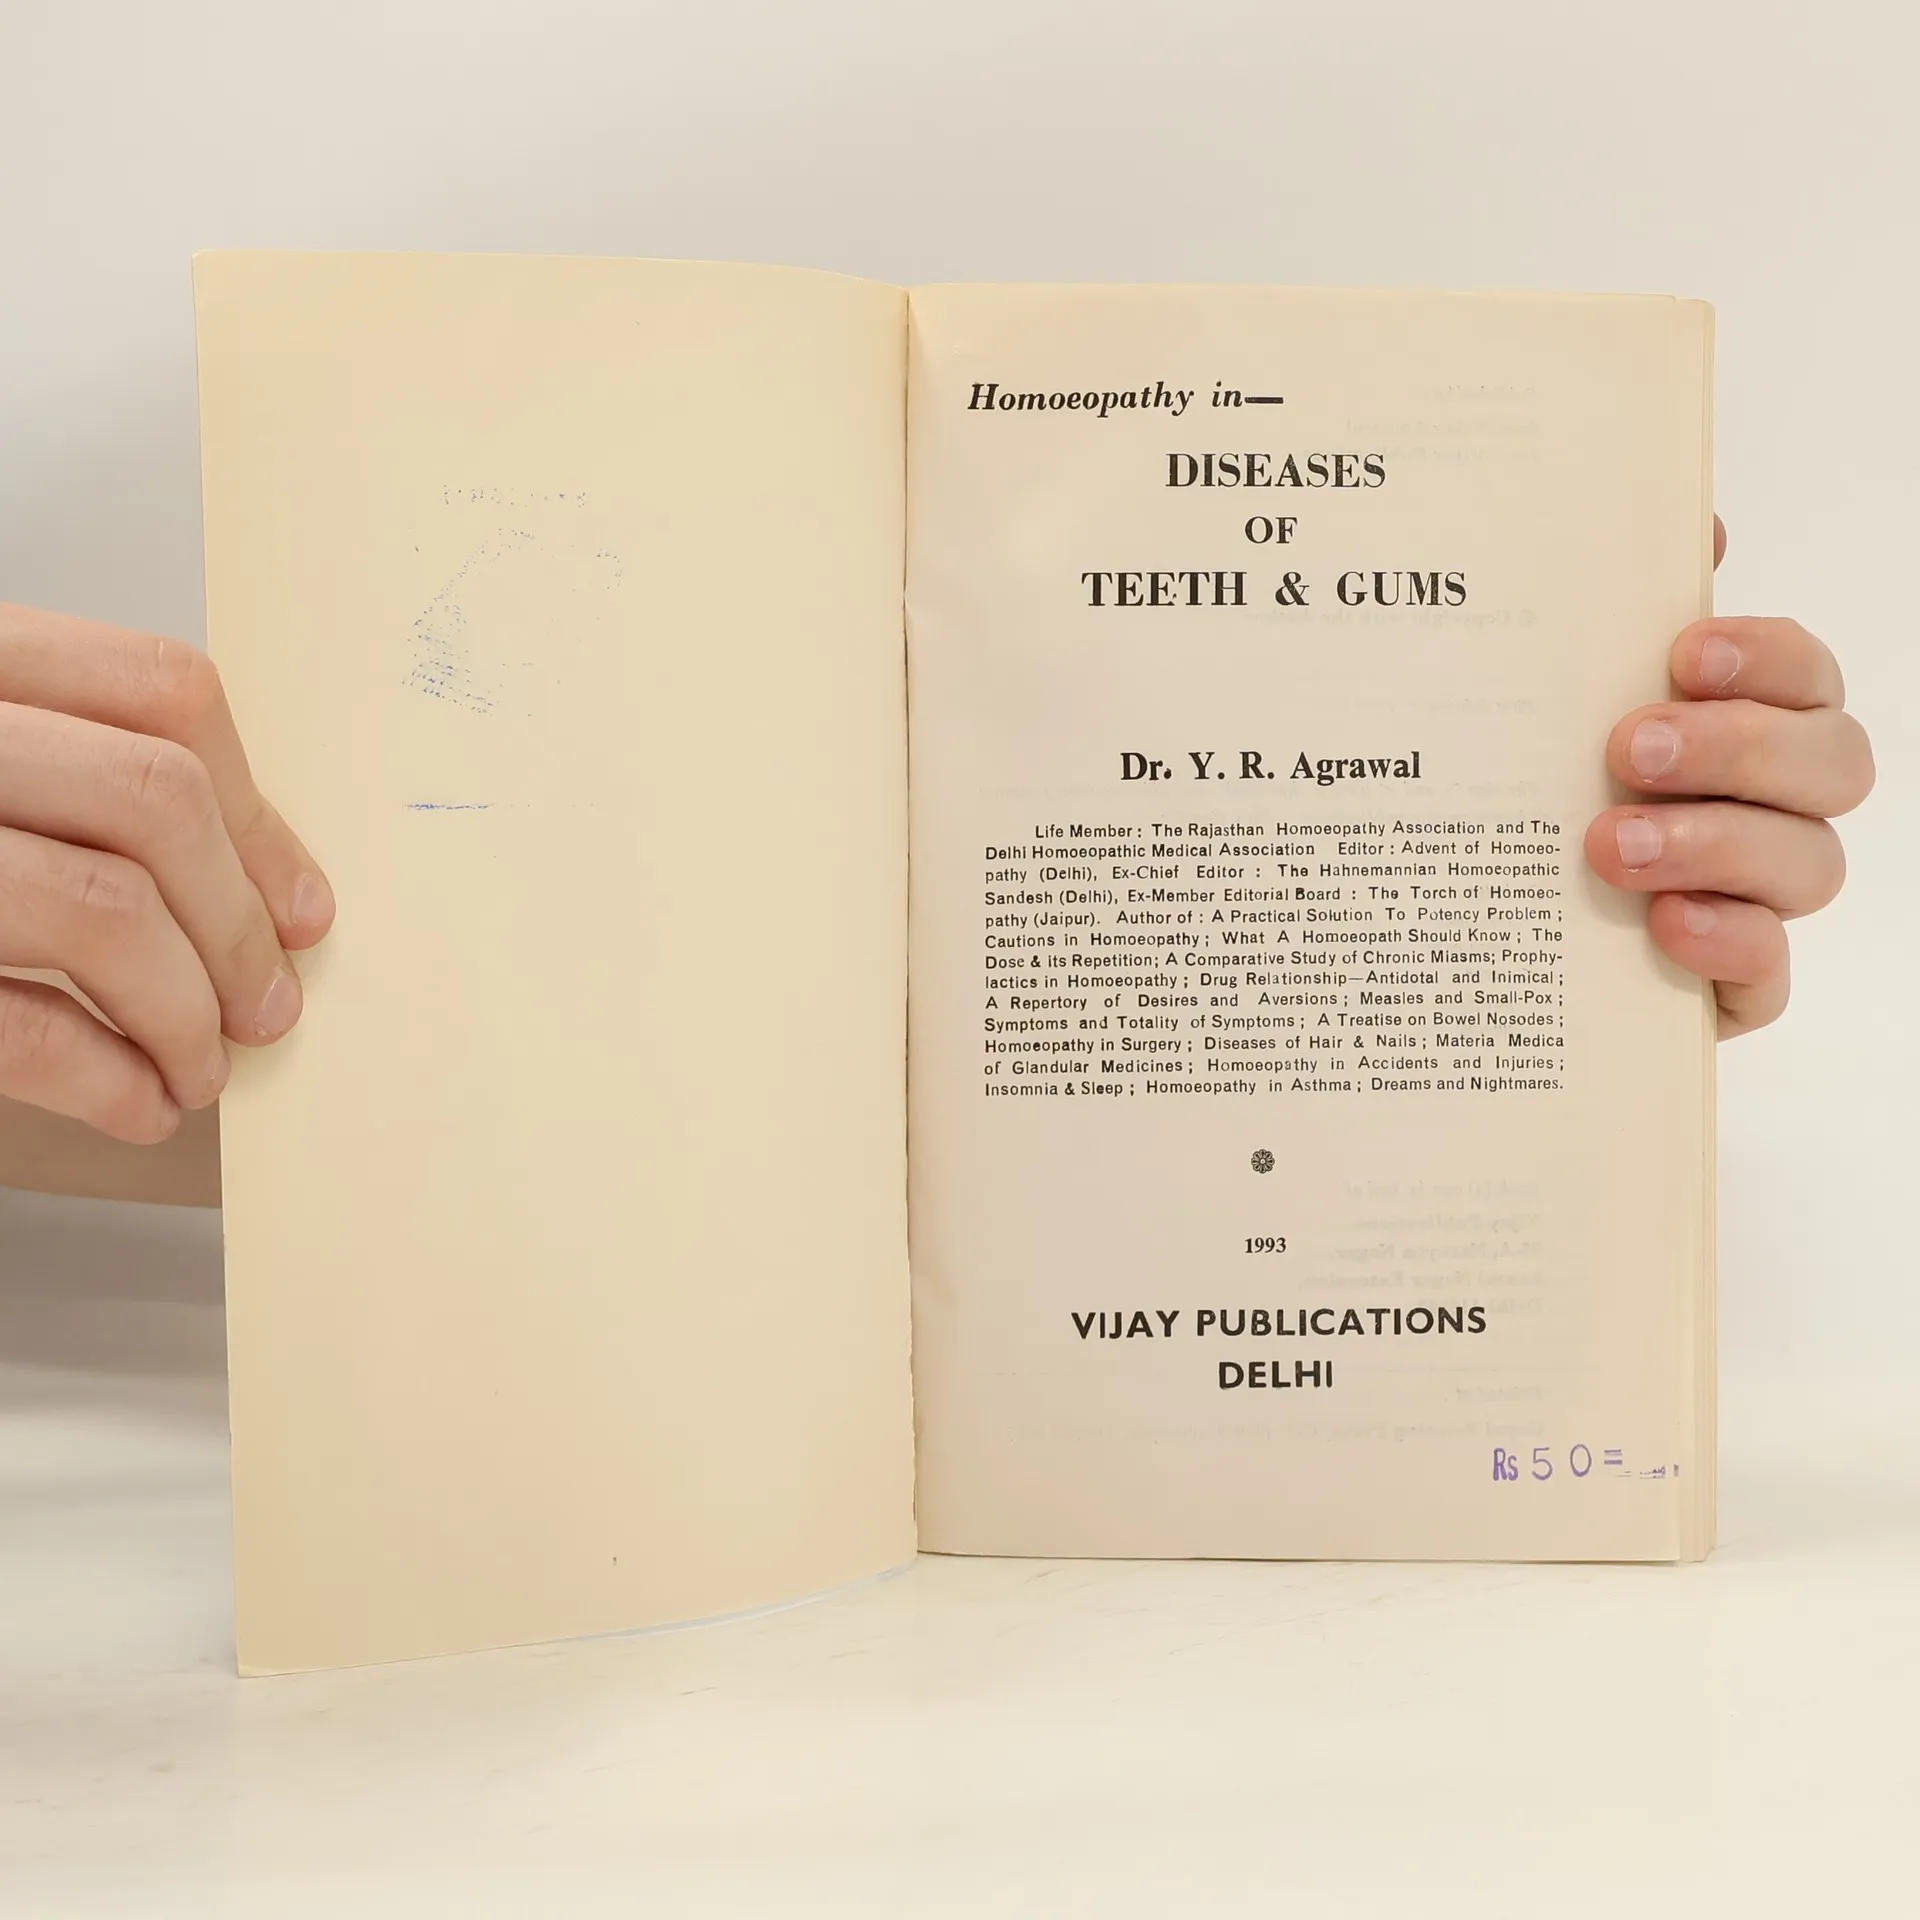 Homoeopathy in—
DISEASES
OF
TEETH & GUMS
Dr. Y. R. Agrawal
Life Member : The Rajasthan Homoeopathy Association and The
Delhi Homoeopathic Medical Association Editor : Advent of Homoeo-
pathy (Delhi), Ex-Chief Editor : The Hahnemannian Homoeopathic
Sandesh (Delhi), Ex-Member Editorial Board : The Torch of Homoeo-
pathy (Jaipur). Author of : A Practical Solution To Potency Problem ;
Cautions in Homoeopathy ; What A Homoeopath Should Know ; The
Dose & its Repetition; A Comparative Study of Chronic Miasms; Prophy-
lactics in Homoeopathy ; Drug Relationship—Antidotal and Inimical ;
A Repertory of Desires and Aversions ; Measles and Small-Pox ;
Symptoms and Totality of Symptoms ; A Treatise on Bowel Nosodes ;
Homoeopathy in Surgery ; Diseases of Hair & Nails ; Materia Medica
of Glandular Medicines ; Homoeopathy in Accidents and Injuries ;
Insomnia & Sleep ; Homoeopathy in Asthma ; Dreams and Nightmares.
1993
VIJAY PUBLICATIONS
DELHI
Rs 50=